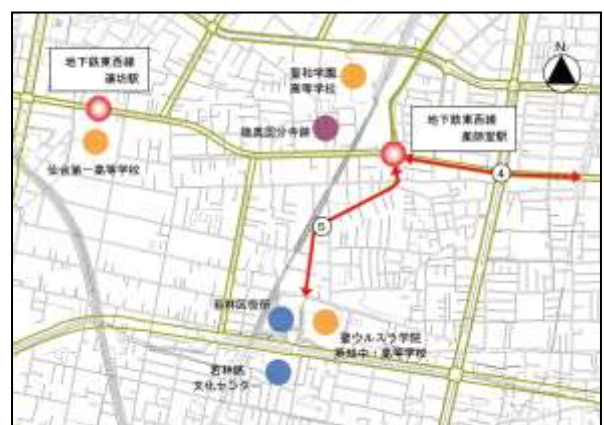 地下鉄東西線
連坊駅
聖和学園
高等学校
N
陸奥国分寺跡
地下鉄東西線
薬師堂駅
仙台第一高等学校
④
⑤
若林区役所
聖ウルスラ学院
英智中・高等学校
若林区
文化センター